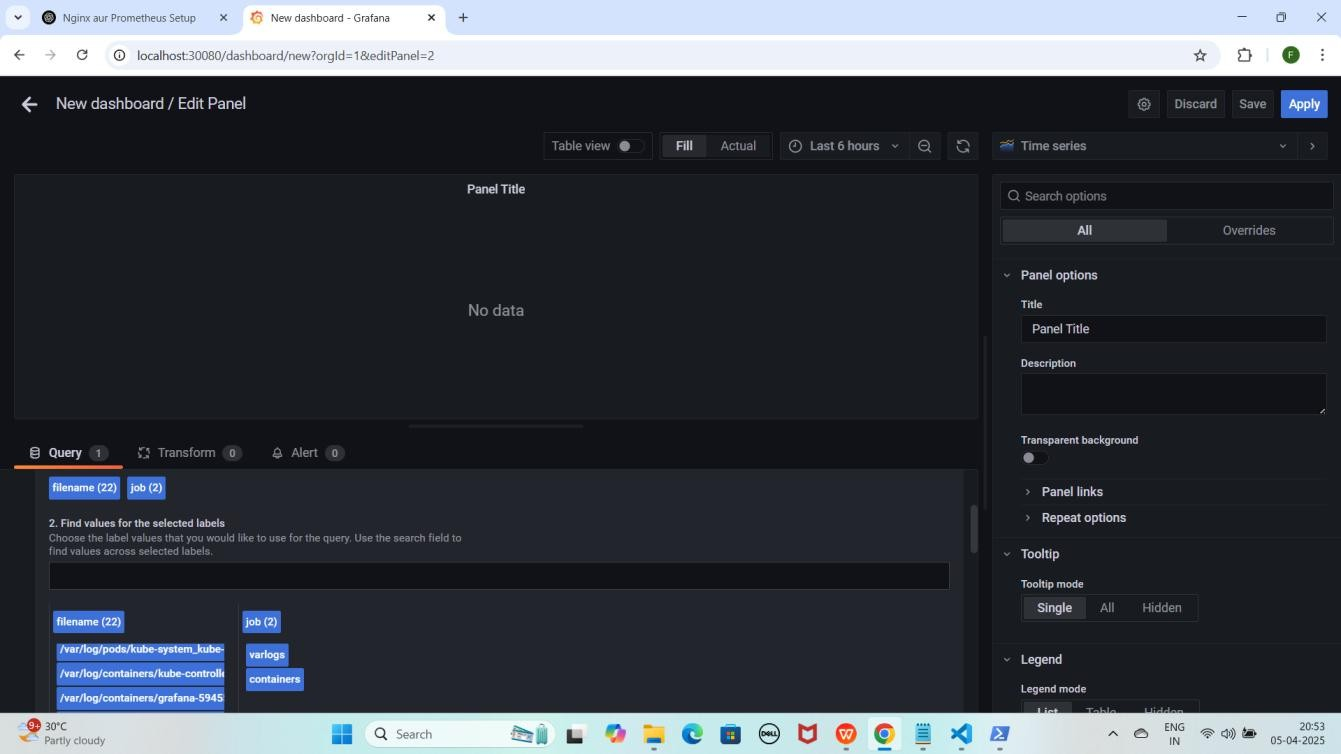 Nginx aur Prometheus Setup
New dashboard - Grafana
localhost:30080/dashboard/new?orgId=1&editPanel=2
F
New dashboard / Edit Panel
Discard
Save
Apply
Table view
Fill
Actual
Last 6 hours
Time series
Panel Title
No data
Search options
All
Overrides
Panel options
Title
Panel Title
Description
Transparent background
Panel links
Repeat options
Tooltip
Tooltip mode
Single
All
Hidden
Legend
Legend mode
List
Table
Hidden
Query 1
Transform 0
Alert 0
filename (22)
job (2)
2. Find values for the selected labels
Choose the label values that you would like to use for the query. Use the search field to
find values across selected labels.
filename (22)
job (2)
/var/log/pods/kube-system_kube-
/var/log/containers/kube-controlle
/var/log/containers/grafana-5945
varlogs
containers
9+
30°C
Partly cloudy
Search
DELL
ENG
IN
20:53
05-04-2025